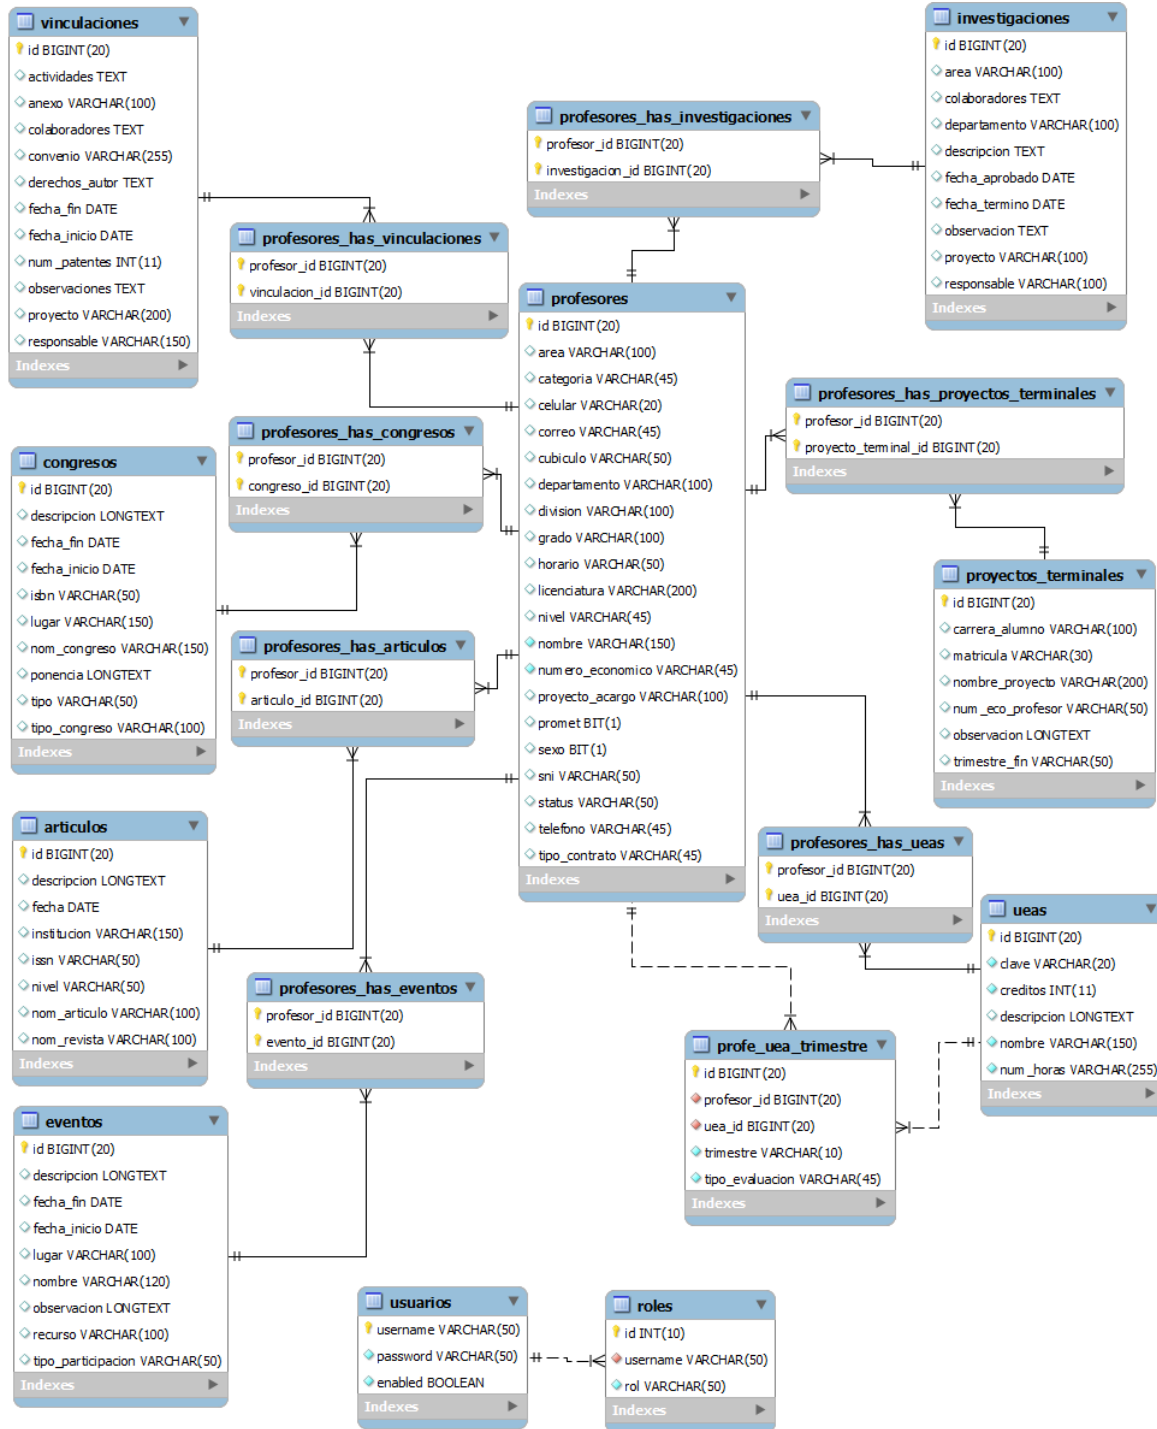 vinculaciones
id BIGINT(20)
actividades TEXT
anexo VARCHAR(100)
colaboradores TEXT
convenio VARCHAR(255)
derechos_autor TEXT
fecha_fin DATE
fecha_inicio DATE
num_patentes INT(11)
observaciones TEXT
proyecto VARCHAR(200)
responsable VARCHAR(150)
Indexes
investigaciones
id BIGINT(20)
area VARCHAR(100)
colaboradores TEXT
departamento VARCHAR(100)
descripcion TEXT
fecha_aprobado DATE
fecha_termino DATE
observacion TEXT
proyecto VARCHAR(100)
responsable VARCHAR(100)
Indexes
profesores_has_investigaciones
profesor_id BIGINT(20)
investigacion_id BIGINT(20)
Indexes
profesores_has_vinculaciones
profesor_id BIGINT(20)
vinculacion_id BIGINT(20)
Indexes
profesores
id BIGINT(20)
area VARCHAR(100)
categoria VARCHAR(45)
celular VARCHAR(20)
correo VARCHAR(45)
cubiculo VARCHAR(50)
departamento VARCHAR(100)
division VARCHAR(100)
grado VARCHAR(100)
horario VARCHAR(50)
licenciatura VARCHAR(200)
nivel VARCHAR(45)
nombre VARCHAR(150)
numero_economico VARCHAR(45)
proyecto_acargo VARCHAR(100)
promet BIT(1)
sexo BIT(1)
sni VARCHAR(50)
status VARCHAR(50)
telefono VARCHAR(45)
tipo_contrato VARCHAR(45)
Indexes
profesores_has_proyectos_terminales
profesor_id BIGINT(20)
proyecto_terminal_id BIGINT(20)
Indexes
profesores_has_congresos
profesor_id BIGINT(20)
congreso_id BIGINT(20)
Indexes
congresos
id BIGINT(20)
descripcion LONGTEXT
fecha_fin DATE
fecha_inicio DATE
isbn VARCHAR(50)
lugar VARCHAR(150)
nom_congreso VARCHAR(150)
ponencia LONGTEXT
tipo VARCHAR(50)
tipo_congreso VARCHAR(100)
Indexes
proyectos_terminales
id BIGINT(20)
carrera_alumno VARCHAR(100)
matricula VARCHAR(30)
nombre_proyecto VARCHAR(200)
num_eco_profesor VARCHAR(50)
observacion LONGTEXT
trimestre_fin VARCHAR(50)
Indexes
profesores_has_articulos
profesor_id BIGINT(20)
articulo_id BIGINT(20)
Indexes
articulos
id BIGINT(20)
descripcion LONGTEXT
fecha DATE
institucion VARCHAR(150)
issn VARCHAR(50)
nivel VARCHAR(50)
nom_articulo VARCHAR(100)
nom_revista VARCHAR(100)
Indexes
profesores_has_ueas
profesor_id BIGINT(20)
uea_id BIGINT(20)
Indexes
ueas
id BIGINT(20)
clave VARCHAR(20)
creditos INT(11)
descripcion LONGTEXT
nombre VARCHAR(150)
num_horas VARCHAR(255)
Indexes
profesores_has_eventos
profesor_id BIGINT(20)
evento_id BIGINT(20)
Indexes
profe_uea_trimestre
id BIGINT(20)
profesor_id BIGINT(20)
uea_id BIGINT(20)
trimestre VARCHAR(10)
tipo_evaluacion VARCHAR(45)
Indexes
eventos
id BIGINT(20)
descripcion LONGTEXT
fecha_fin DATE
fecha_inicio DATE
lugar VARCHAR(100)
nombre VARCHAR(120)
observacion LONGTEXT
recurso VARCHAR(100)
tipo_participacion VARCHAR(50)
Indexes
usuarios
username VARCHAR(50)
password VARCHAR(50)
enabled BOOLEAN
Indexes
roles
id INT(10)
username VARCHAR(50)
rol VARCHAR(50)
Indexes